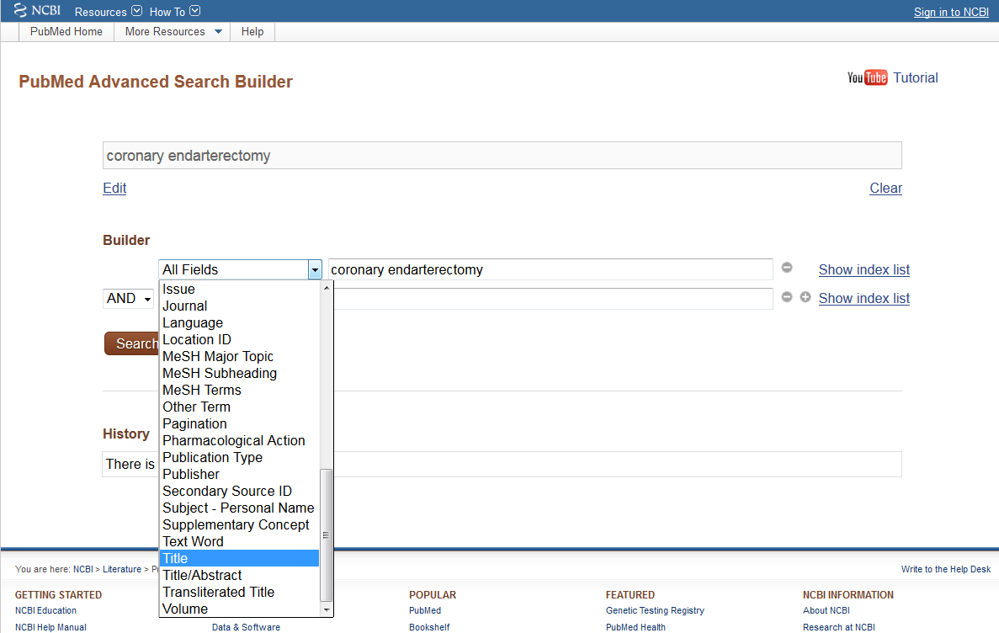 NCBI Resources How To Sign in to NCBI
PubMed Home More Resources Help
PubMed Advanced Search Builder
You Tube Tutorial
coronary endarterectomy
Edit Clear
Builder
All Fields coronary endarterectomy Show index list
AND Show index list
Issue
Journal
Language
Location ID
MeSH Major Topic
MeSH Subheading
MeSH Terms
Other Term
Pagination
Pharmacological Action
Publication Type
Publisher
Secondary Source ID
Subject - Personal Name
Supplementary Concept
Text Word
Title
Title/Abstract
Transliterated Title
Volume
Search
History
There is
You are here: NCBI > Literature > Write to the Help Desk
GETTING STARTED POPULAR FEATURED NCBI INFORMATION
NCBI Education PubMed Genetic Testing Registry About NCBI
NCBI Help Manual Data & Software Bookshelf PubMed Health Research at NCBI